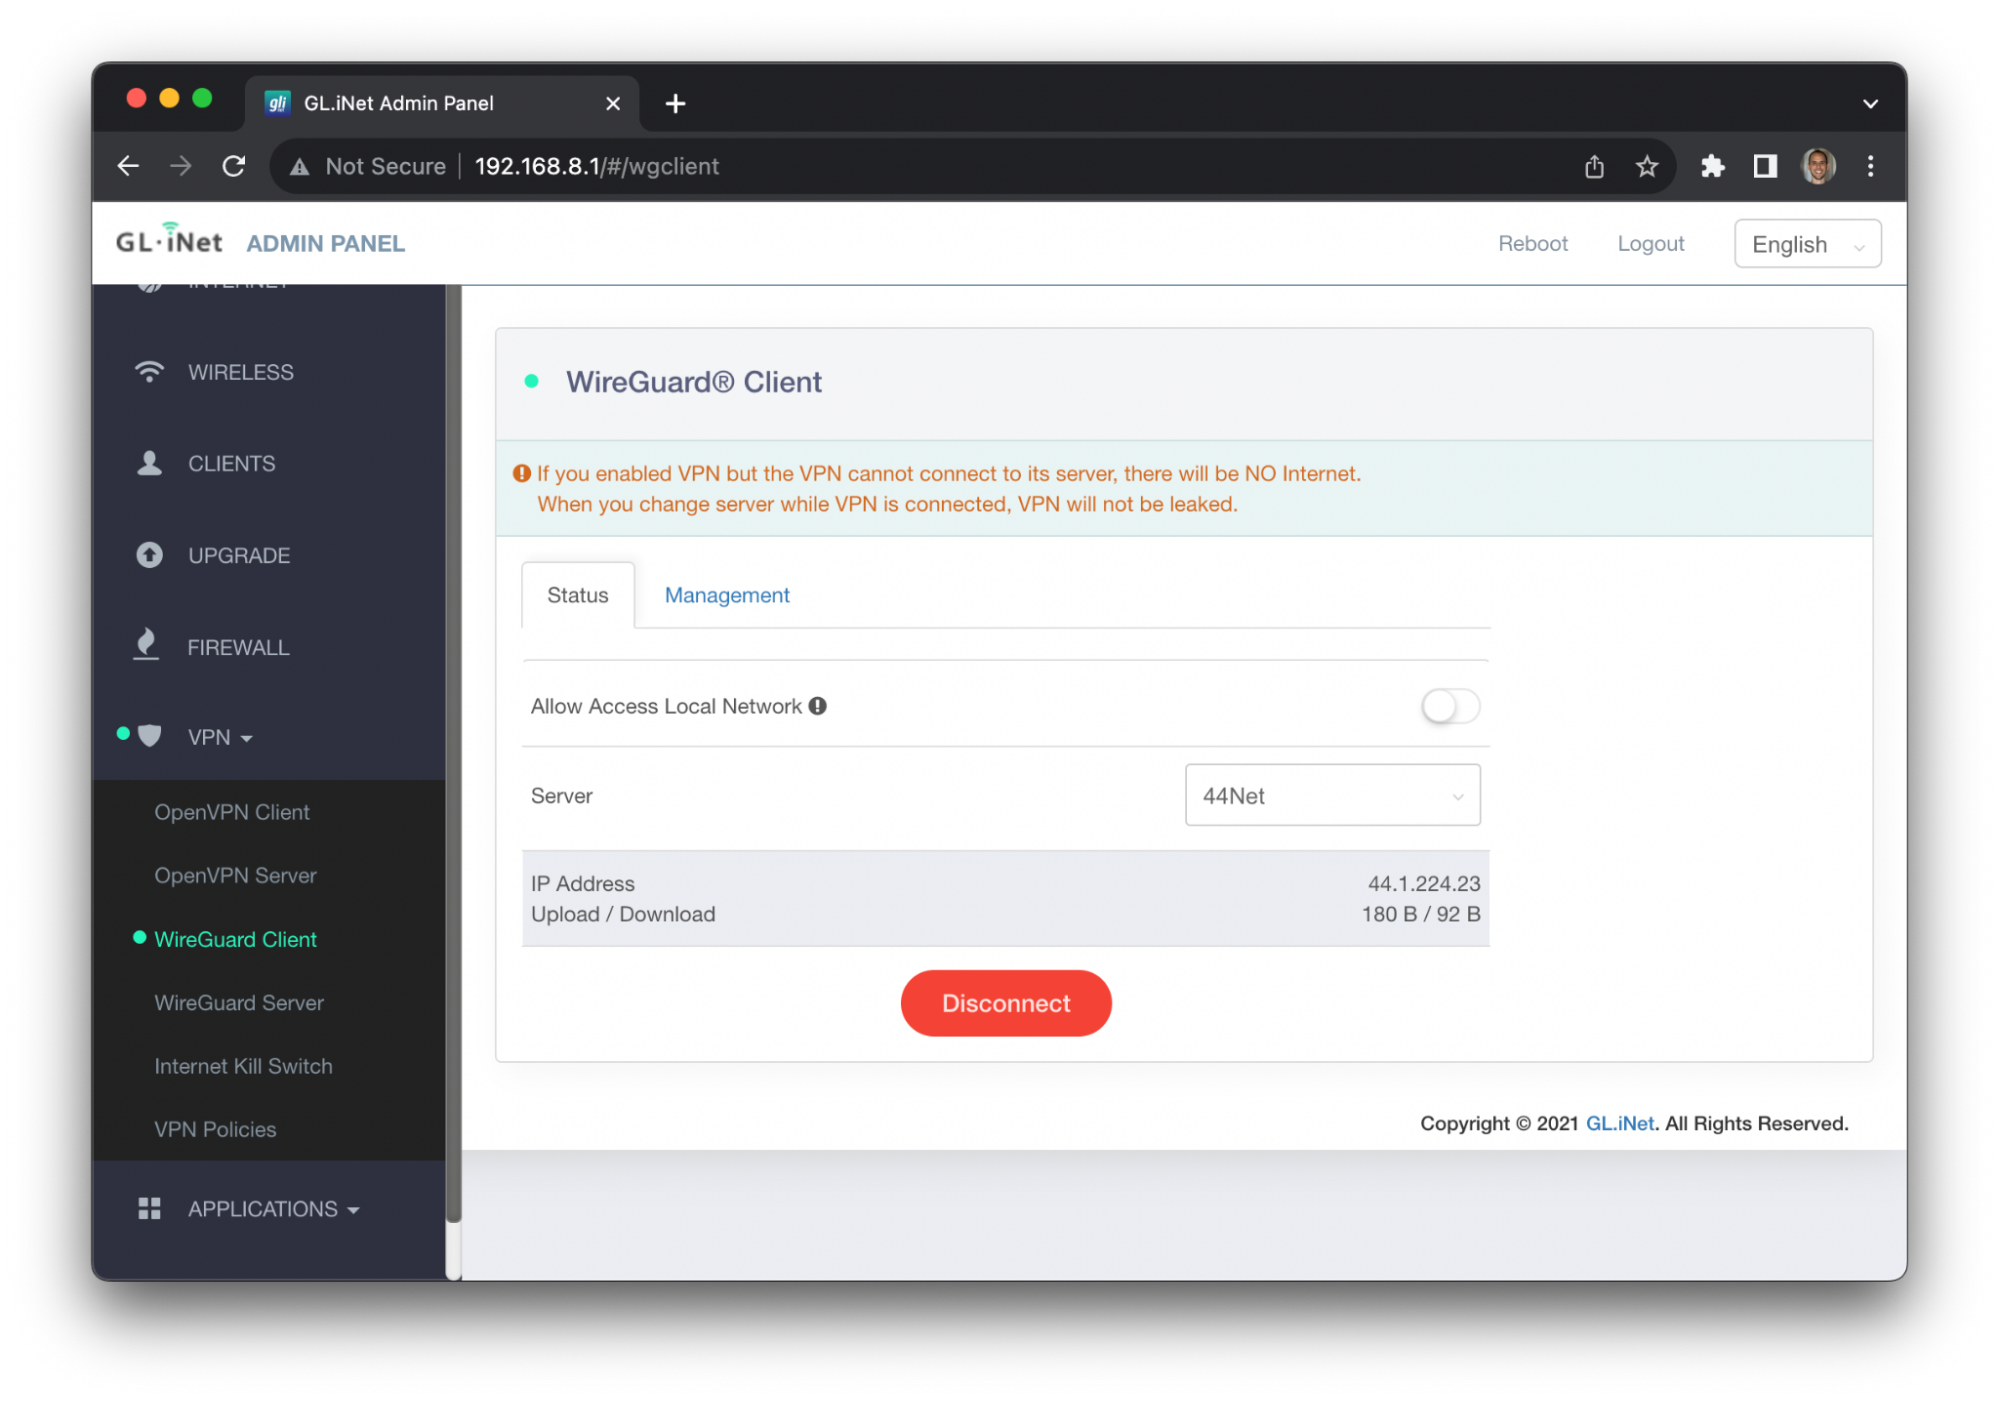 gli GL.iNet Admin Panel
Not Secure 192.168.8.1/#/wgclient
GL·iNet ADMIN PANEL
Reboot Logout English
INTERNET
WIRELESS
CLIENTS
UPGRADE
FIREWALL
VPN
OpenVPN Client
OpenVPN Server
WireGuard Client
WireGuard Server
Internet Kill Switch
VPN Policies
APPLICATIONS
WireGuard® Client
If you enabled VPN but the VPN cannot connect to its server, there will be NO Internet.
When you change server while VPN is connected, VPN will not be leaked.
Status Management
Allow Access Local Network
Server 44Net
IP Address 44.1.224.23
Upload / Download 180 B / 92 B
Disconnect
Copyright © 2021 GL.iNet. All Rights Reserved.